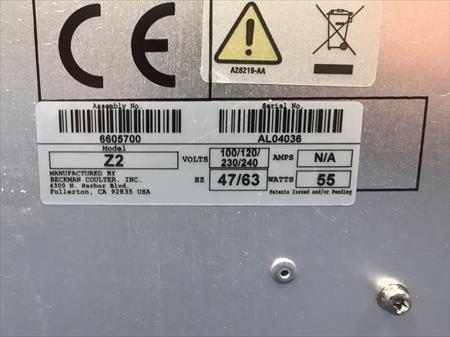 CE
A28219-AA
Assembly No. Serial No.
6605700 AL04036
Model
Z2 VOLTS 100/120/ 230/240 AMPS N/A
MANUFACTURED BY
BECKMAN COULTER, INC. HZ 47/63 WATTS 55
4300 N. Harbor Blvd.
Fullerton, CA 92835 USA Patents Issued and/or Pending